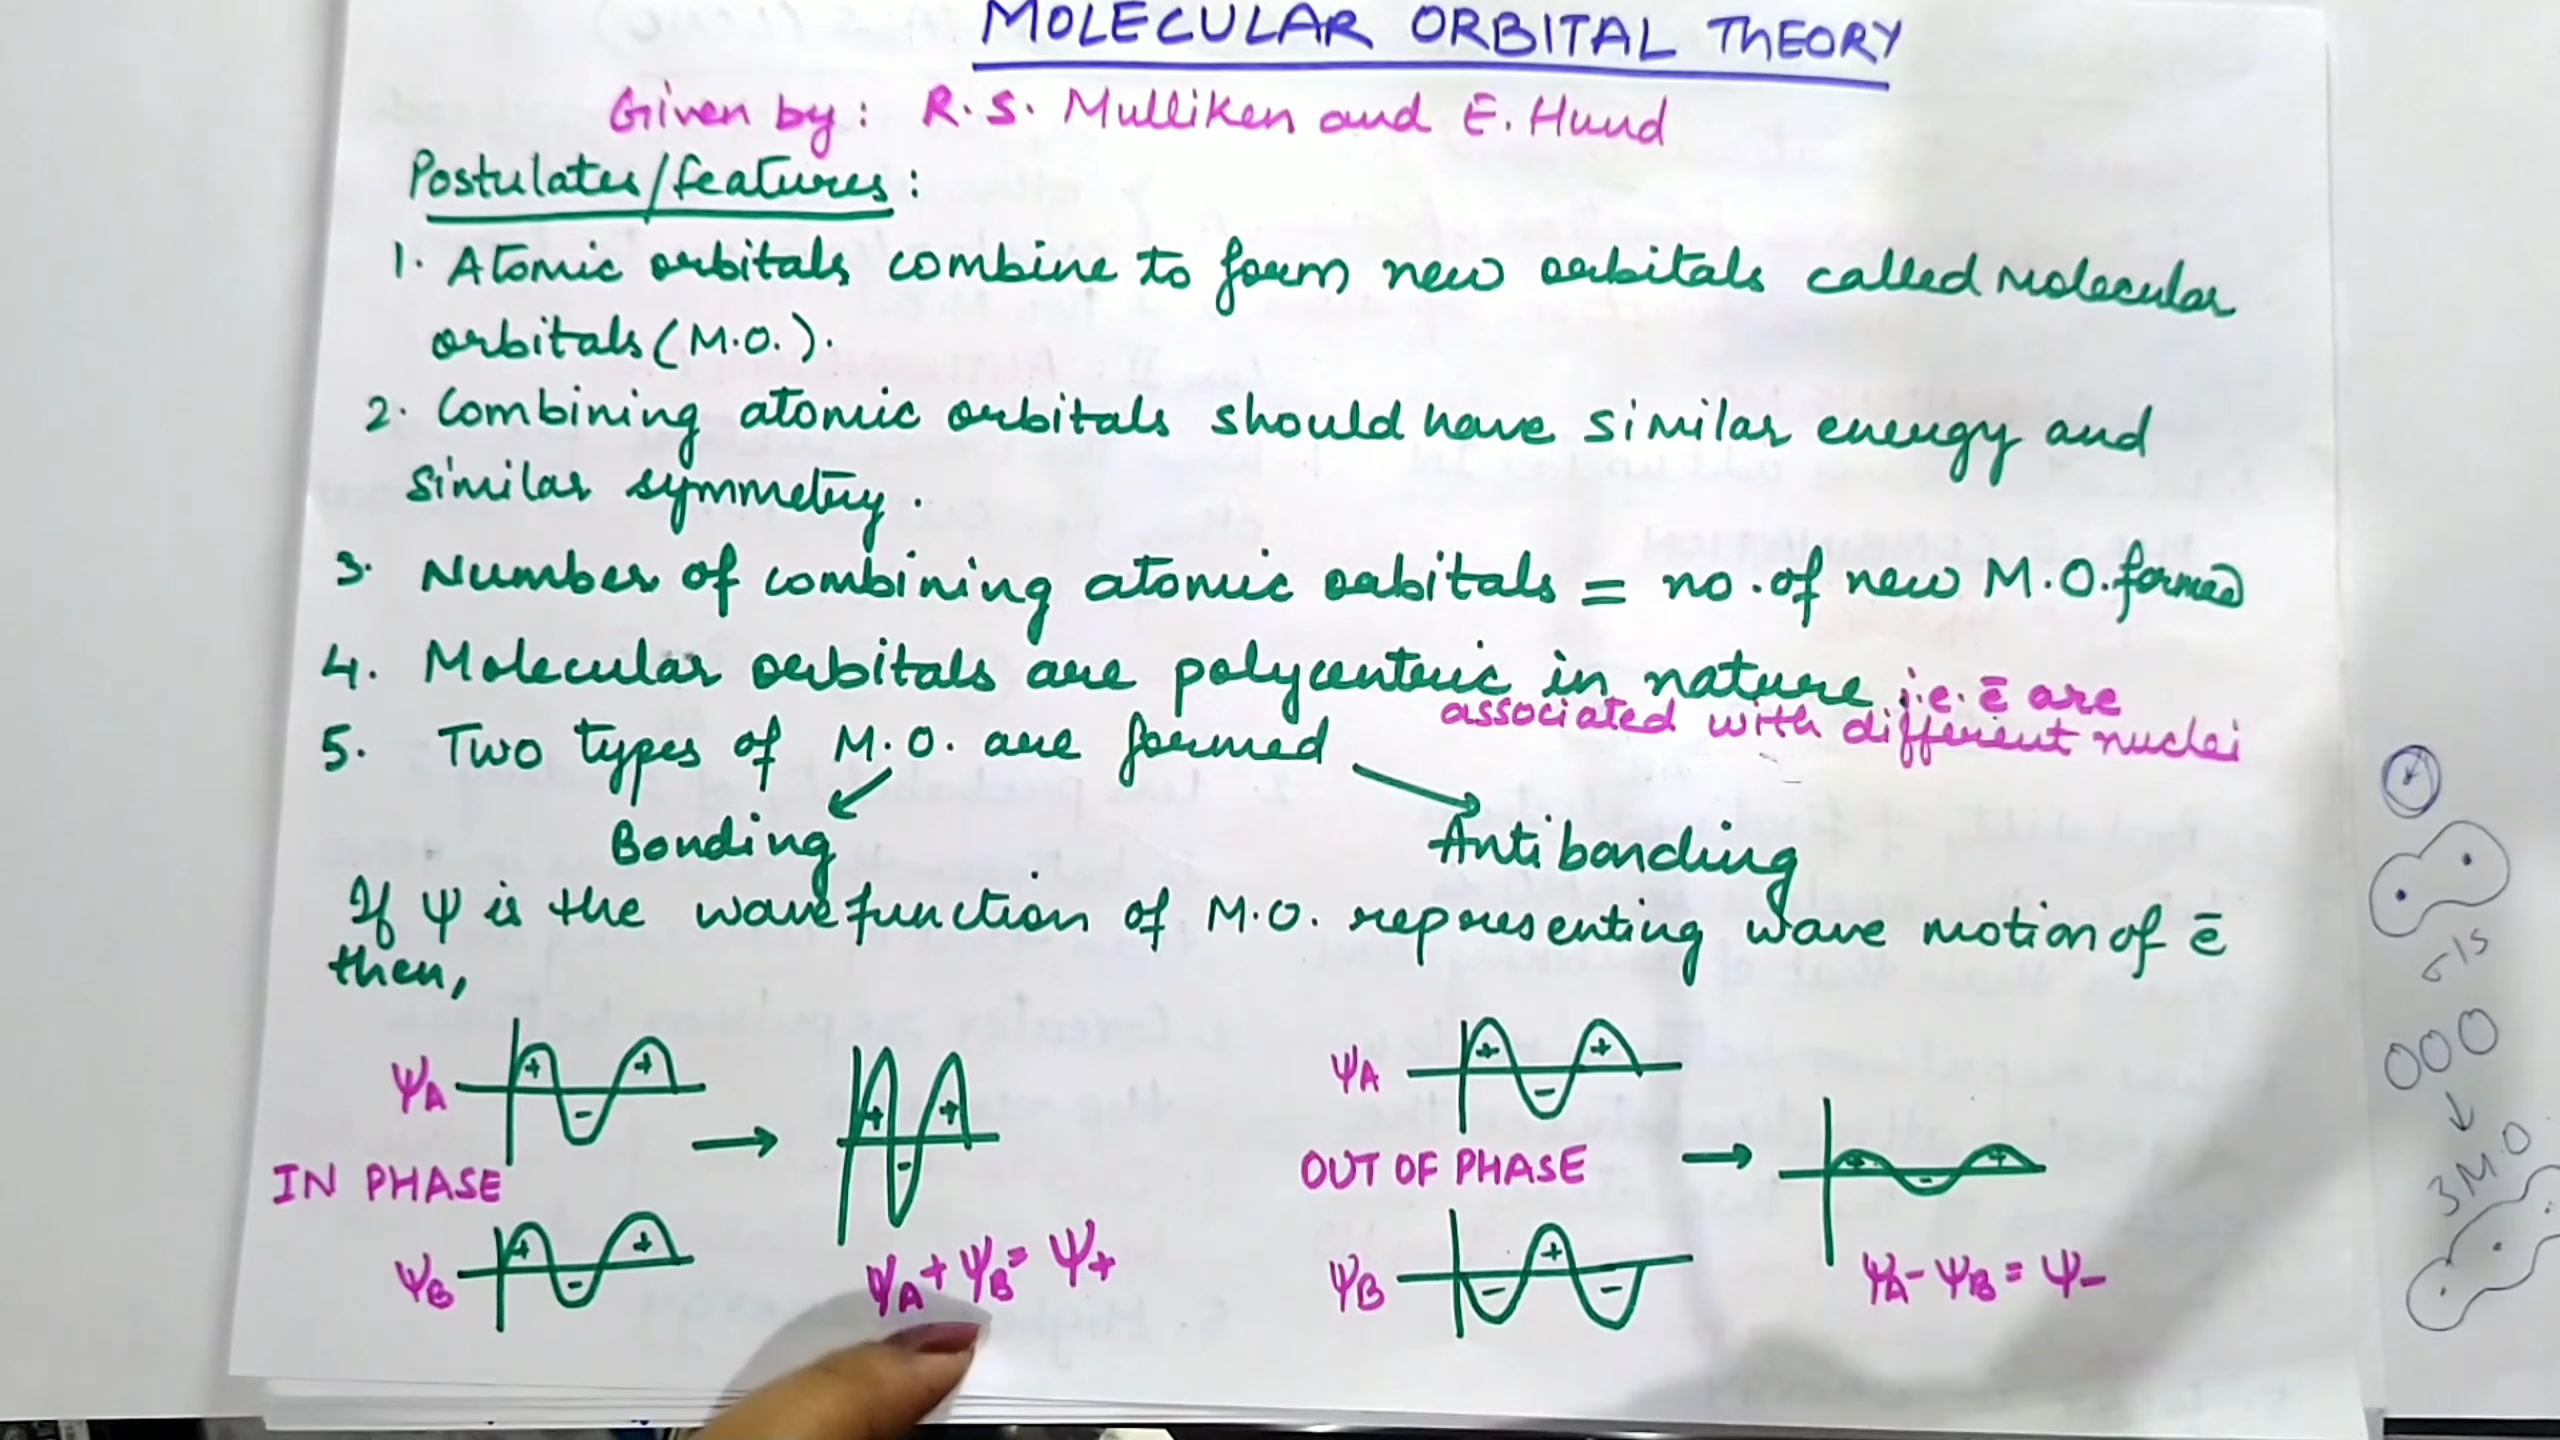 MOLECULAR ORBITAL THEORY
Given by: R.S. Mulliken and E. Hund
Postulates/features:
1. Atomic orbitals combine to form new orbitals called Molecular
orbitals (M.O.).
2. Combining atomic orbitals should have similar energy and
similar symmetry.
3. Number of combining atomic orbitals = no. of new M.O. formed
4. Molecular orbitals are polycentric in nature i.e. ē are
associated with different nuclei
5. Two types of M.O. are formed
Bonding Antibonding
If ψ is the wavefunction of M.O. representing wave motion of ē
then,
σ1s
ψA + - + + - + ψA + - +
IN PHASE OUT OF PHASE + - +
3 M.O
ψB + - + ψA + ψB = ψ+ ψB - + - ψA - ψB = ψ-